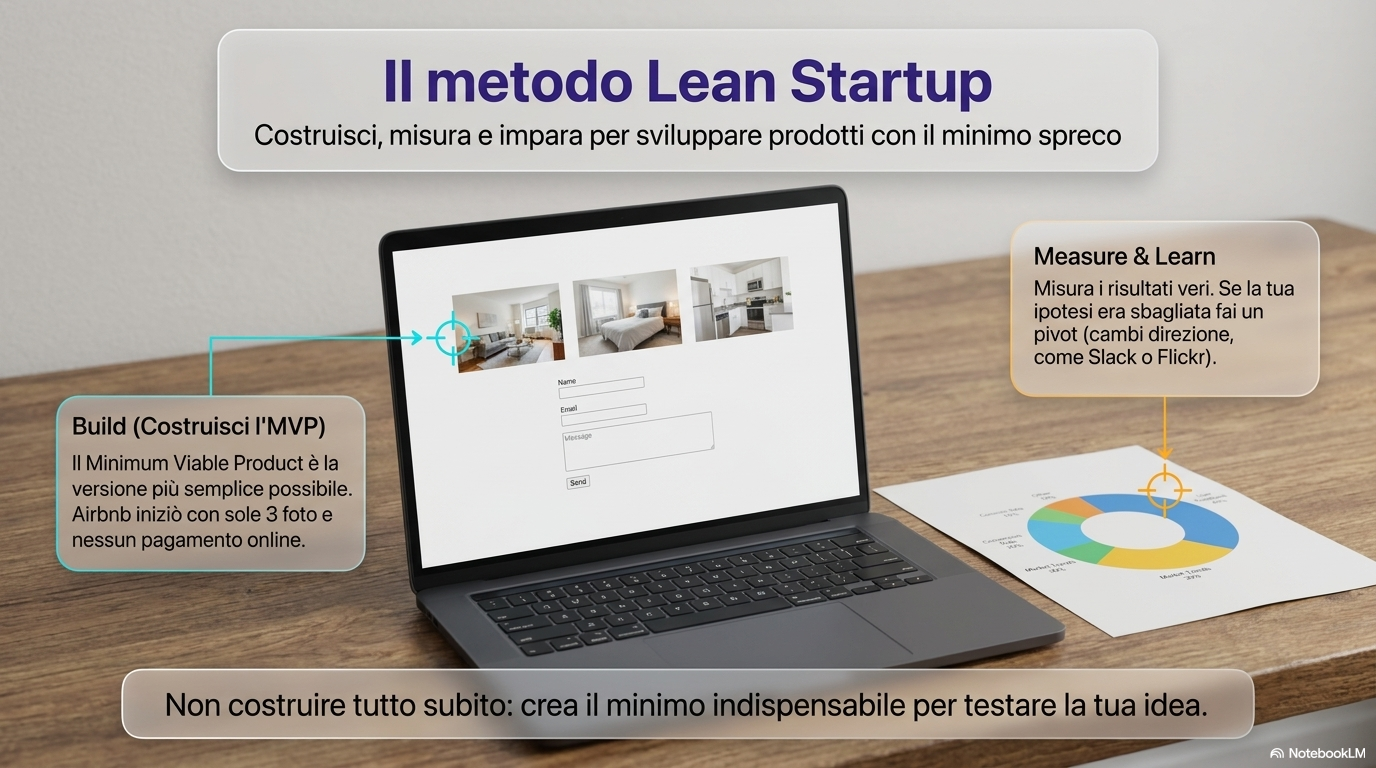 Il metodo Lean Startup
Costruisci, misura e impara per sviluppare prodotti con il minimo spreco
Build (Costruisci l'MVP)
Il Minimum Viable Product è la
versione più semplice possibile.
Airbnb iniziò con sole 3 foto e
nessun pagamento online.
Name
Email
Message
Send
Measure & Learn
Misura i risultati veri. Se la tua
ipotesi era sbagliata fai un
pivot (cambi direzione,
come Slack o Flickr).
Non costruire tutto subito: crea il minimo indispensabile per testare la tua idea.
NotebookLM